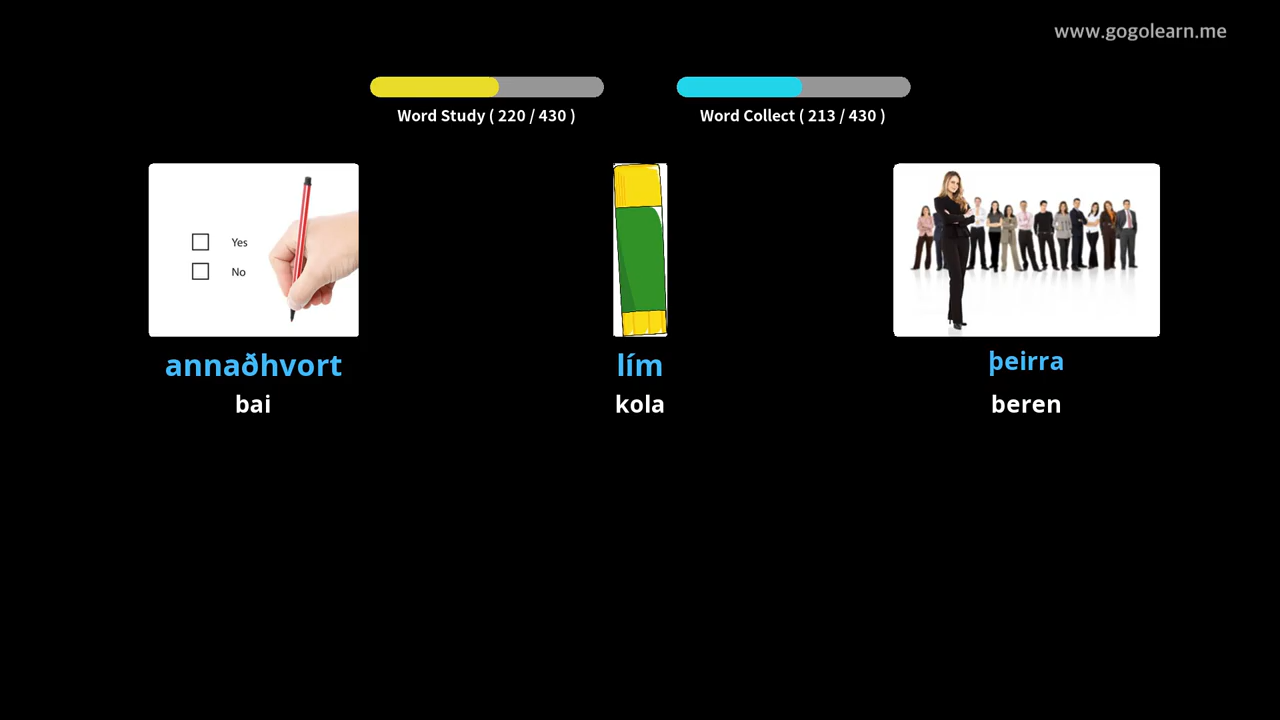 www.gogolearn.me
Word Study ( 220 / 430 )
Word Collect ( 213 / 430 )
Yes
No
annaðhvort
lím
þeirra
bai
kola
beren